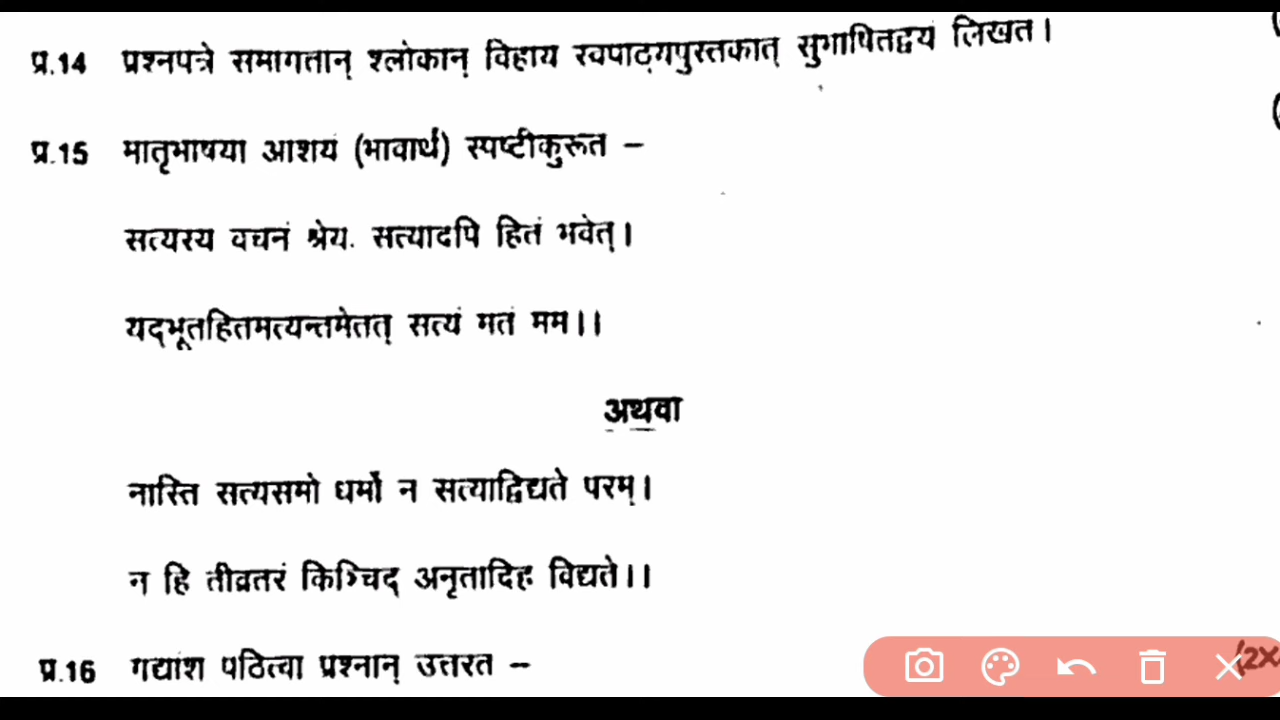 प्र.14 प्रश्नपत्रे समागतान् श्लोकान् विहाय स्वपाठ्यपुस्तकात् सुभाषितद्वयं लिखत।
प्र.15 मातृभाषया आशयं (भावार्थं) स्पष्टीकुरूत –
सत्यस्य वचनं श्रेय. सत्यादपि हितं भवेत्।
यद्भूतहितमत्यन्तमेतत् सत्यं मतं मम।।
अथवा
नास्ति सत्यसमो धर्मो न सत्याद्विद्यते परम्।
न हि तीव्रतरं किञ्चिद् अनृतादिह विद्यते।।
प्र.16 गद्यांश पठित्वा प्रश्नान् उत्तरत – (2x